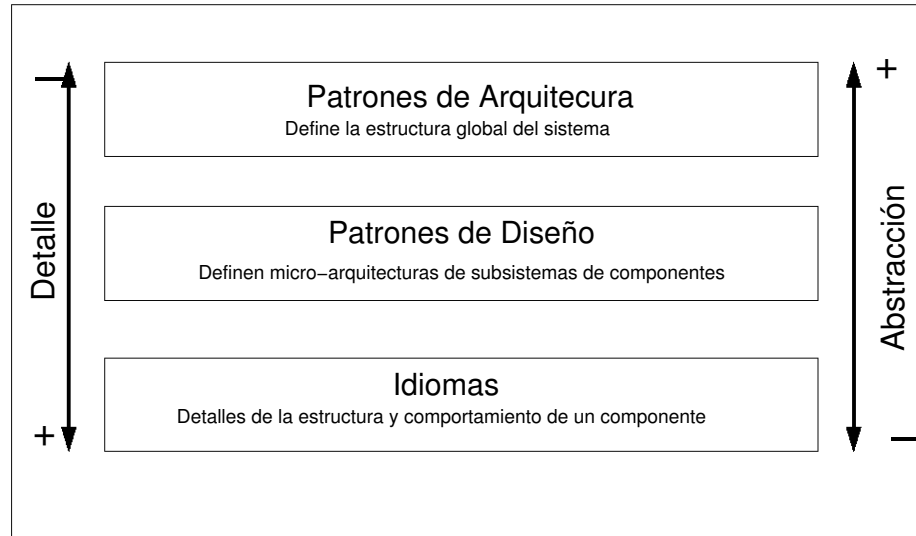 Patrones de Arquitecura
Define la estructura global del sistema
Patrones de Diseño
Definen micro−arquitecturas de subsistemas de componentes
Idiomas
Detalles de la estructura y comportamiento de un componente
Detalle
−
+
Abstracción
+
−